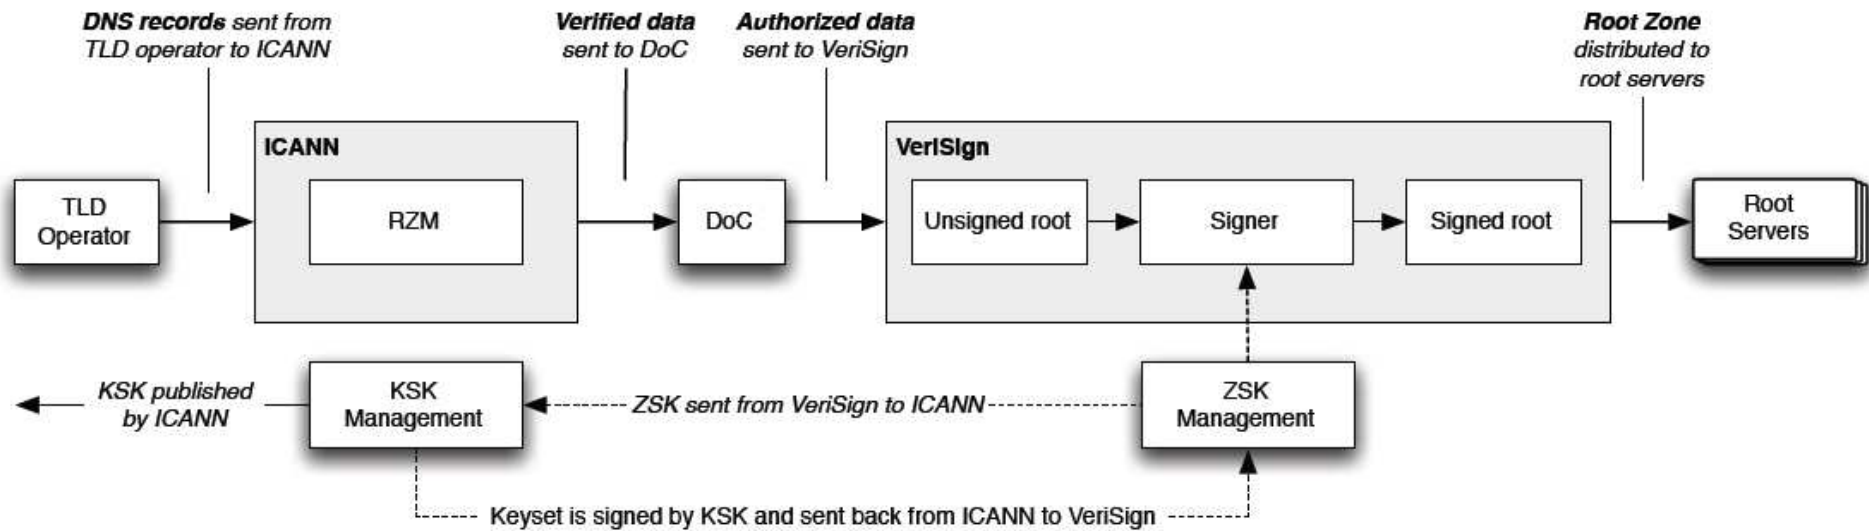 DNS records sent from
TLD operator to ICANN
Verified data
sent to DoC
Authorized data
sent to VeriSign
Root Zone
distributed to
root servers
ICANN
VeriSign
TLD
Operator
RZM
DoC
Unsigned root
Signer
Signed root
Root
Servers
KSK published
by ICANN
KSK
Management
ZSK sent from VeriSign to ICANN
ZSK
Management
Keyset is signed by KSK and sent back from ICANN to VeriSign